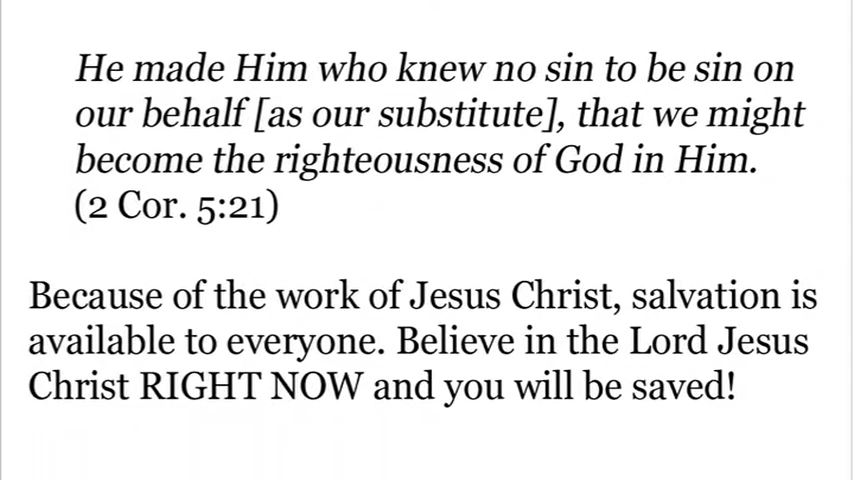 He made Him who knew no sin to be sin on
our behalf [as our substitute], that we might
become the righteousness of God in Him.
(2 Cor. 5:21)
Because of the work of Jesus Christ, salvation is
available to everyone. Believe in the Lord Jesus
Christ RIGHT NOW and you will be saved!